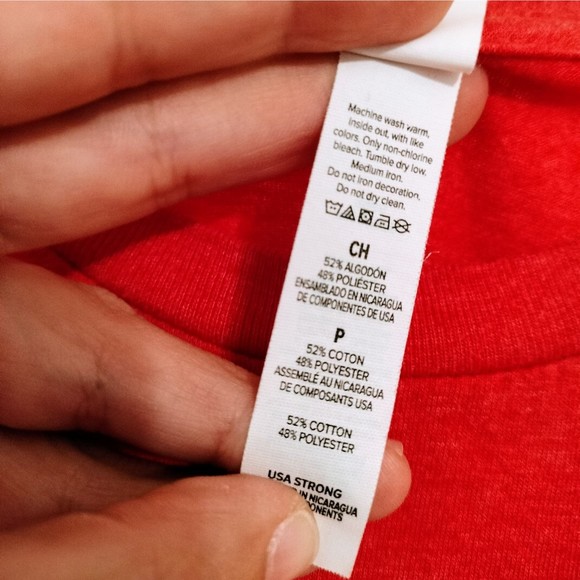 Machine wash warm,
inside out, with like
colors. Only non-chlorine
bleach. Tumble dry low.
Medium iron.
Do not iron decoration.
Do not dry clean.
CH
52% ALGODÓN
48% POLIÉSTER
ENSAMBLADO EN NICARAGUA
DE COMPONENTES DE USA
P
52% COTON
48% POLYESTER
ASSEMBLÉ AU NICARAGUA
DE COMPOSANTS USA
52% COTTON
48% POLYESTER
USA STRONG
IN NICARAGUA